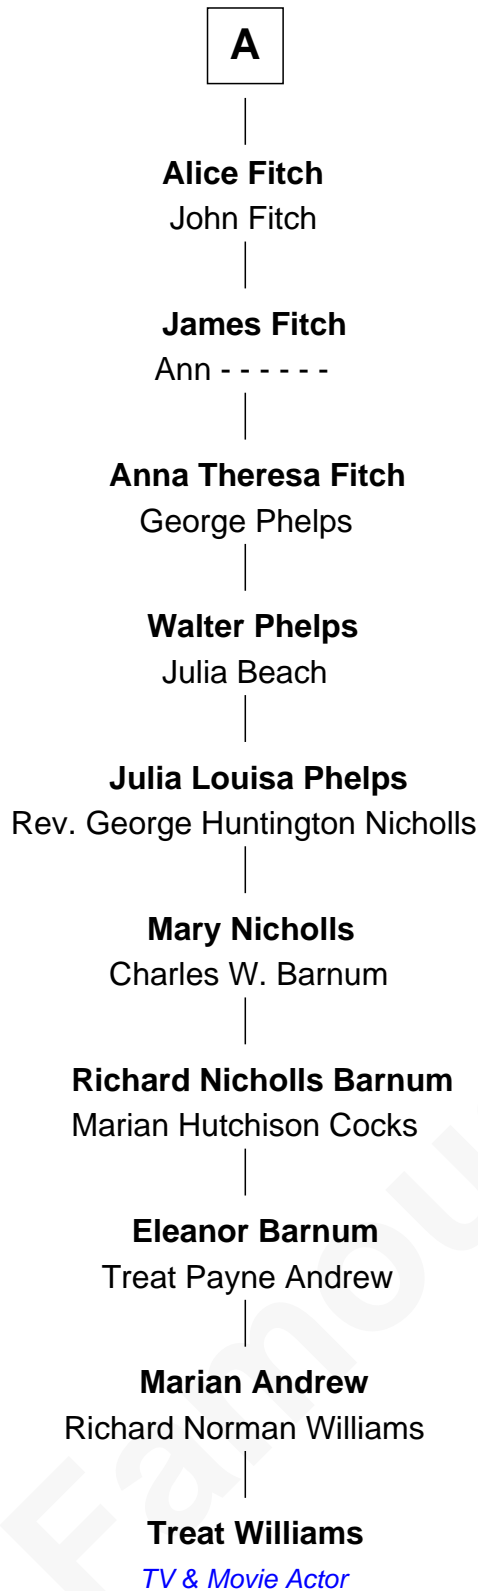 A
Alice Fitch
John Fitch
James Fitch
Ann - - - - - -
Anna Theresa Fitch
George Phelps
Walter Phelps
Julia Beach
Julia Louisa Phelps
Rev. George Huntington Nicholls
Mary Nicholls
Charles W. Barnum
Richard Nicholls Barnum
Marian Hutchison Cocks
Eleanor Barnum
Treat Payne Andrew
Marian Andrew
Richard Norman Williams
Treat Williams
TV & Movie Actor